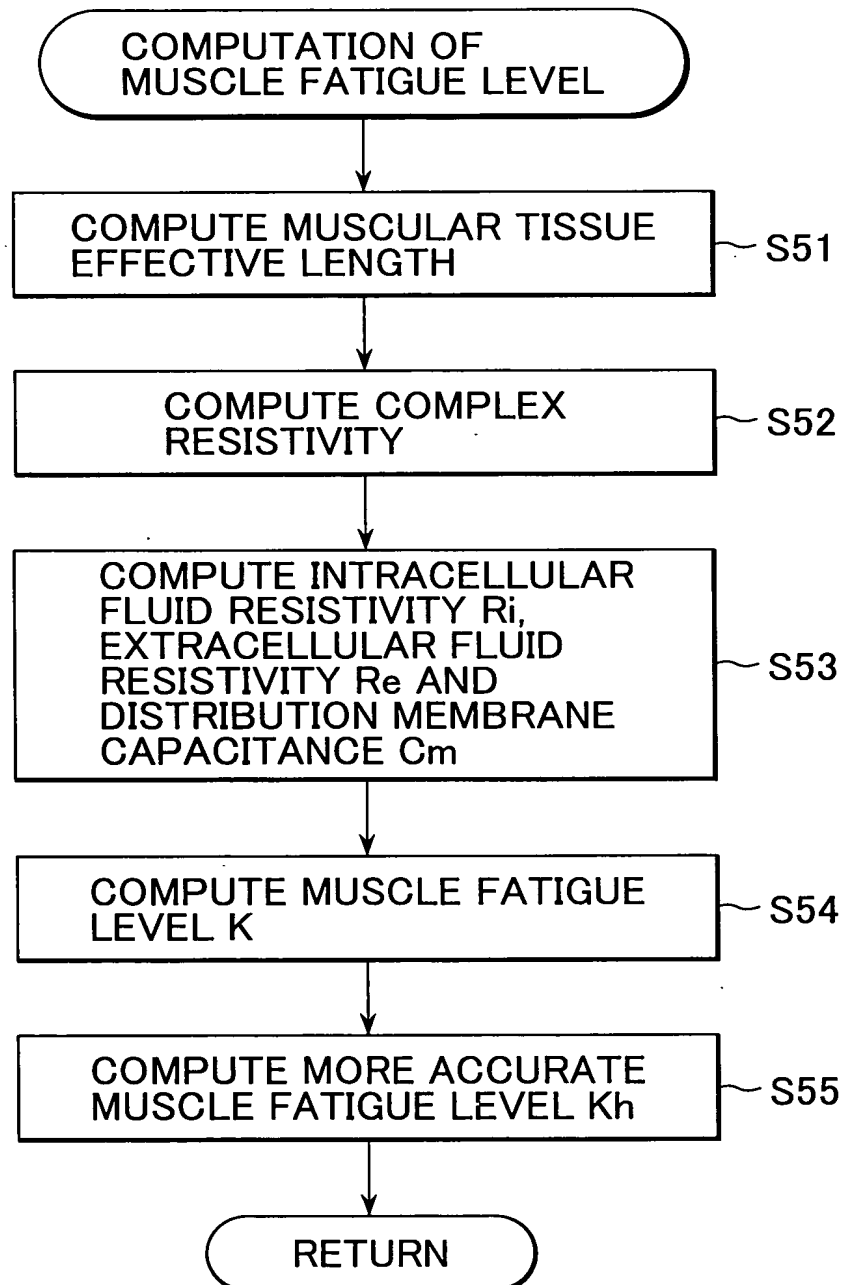 COMPUTATION OF
MUSCLE FATIGUE LEVEL
COMPUTE MUSCULAR TISSUE
EFFECTIVE LENGTH
S51
COMPUTE COMPLEX
RESISTIVITY
S52
COMPUTE INTRACELLULAR
FLUID RESISTIVITY Ri,
EXTRACELLULAR FLUID
RESISTIVITY Re AND
DISTRIBUTION MEMBRANE
CAPACITANCE Cm
S53
COMPUTE MUSCLE FATIGUE
LEVEL K
S54
COMPUTE MORE ACCURATE
MUSCLE FATIGUE LEVEL Kh
S55
RETURN